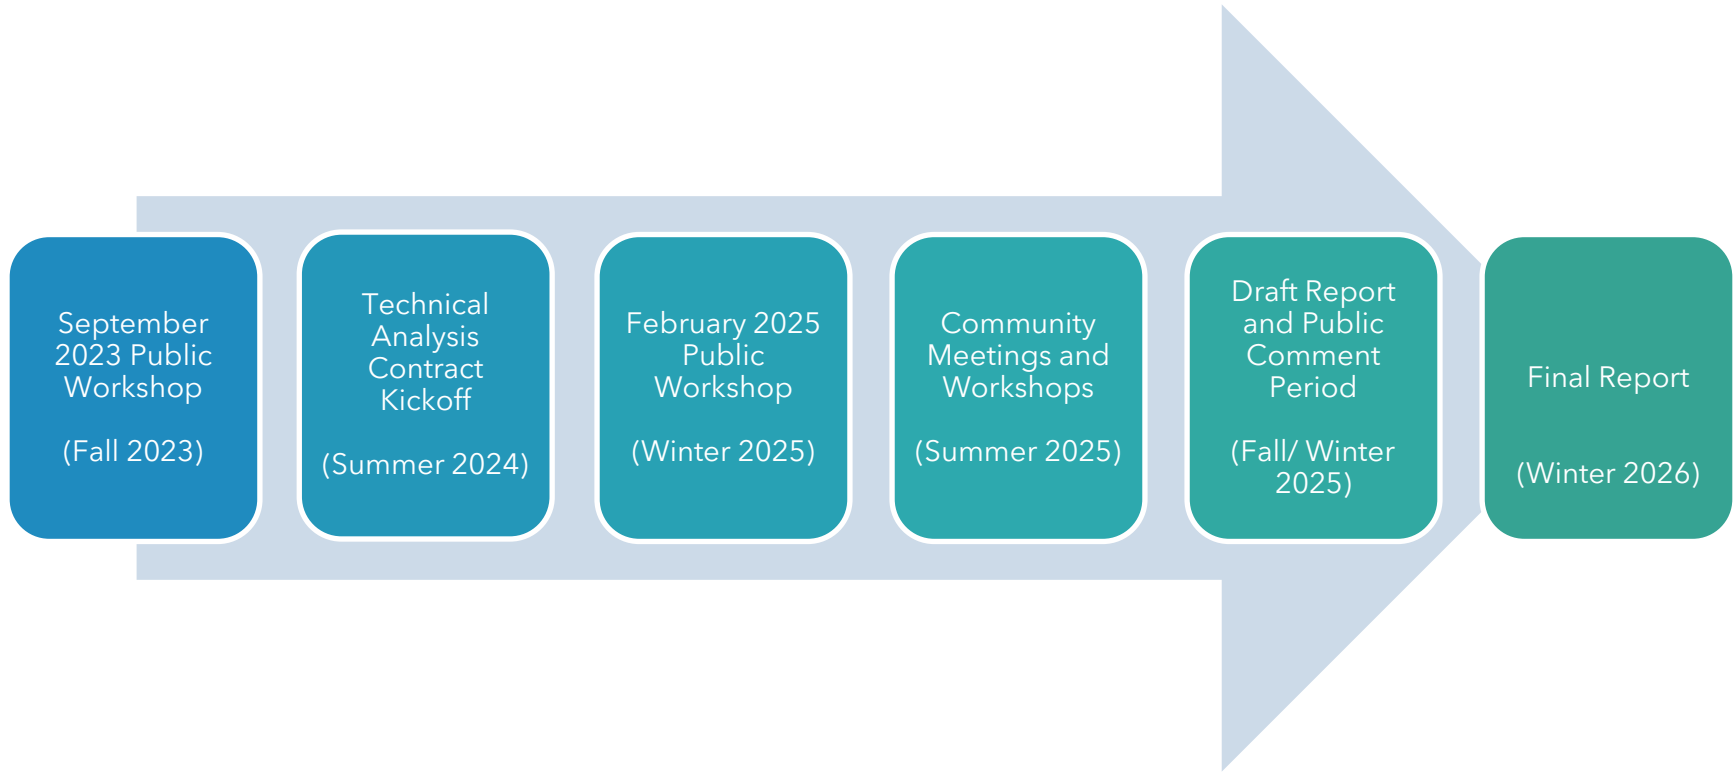 September
2023 Public
Workshop
(Fall 2023)
Technical
Analysis
Contract
Kickoff
(Summer 2024)
February 2025
Public
Workshop
(Winter 2025)
Community
Meetings and
Workshops
(Summer 2025)
Draft Report
and Public
Comment
Period
(Fall/ Winter
2025)
Final Report
(Winter 2026)